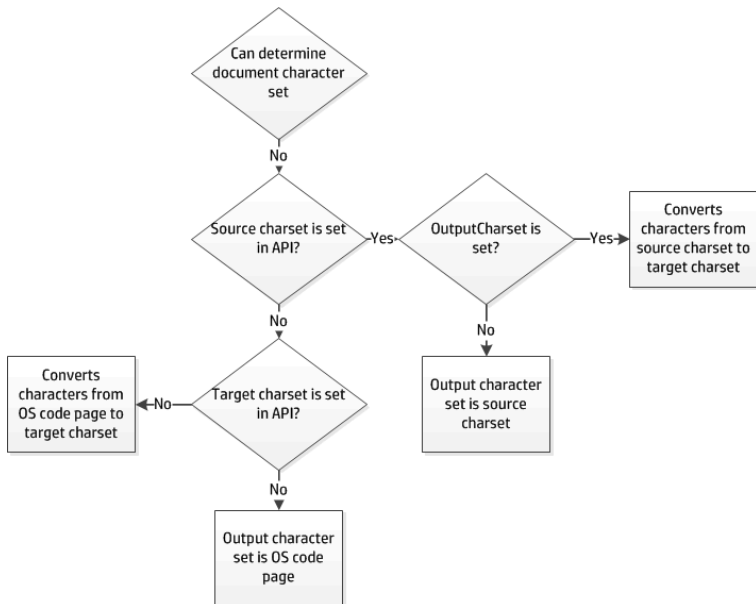 Can determine
document character
set
No
Source charset is set
in API?
Yes
OutputCharset is
set?
Yes
Converts
characters from
source charset to
target charset
No
No
Converts
characters from
OS code page to
target charset
No
Target charset is set
in API?
Output character
set is source
charset
No
Output character
set is OS code
page